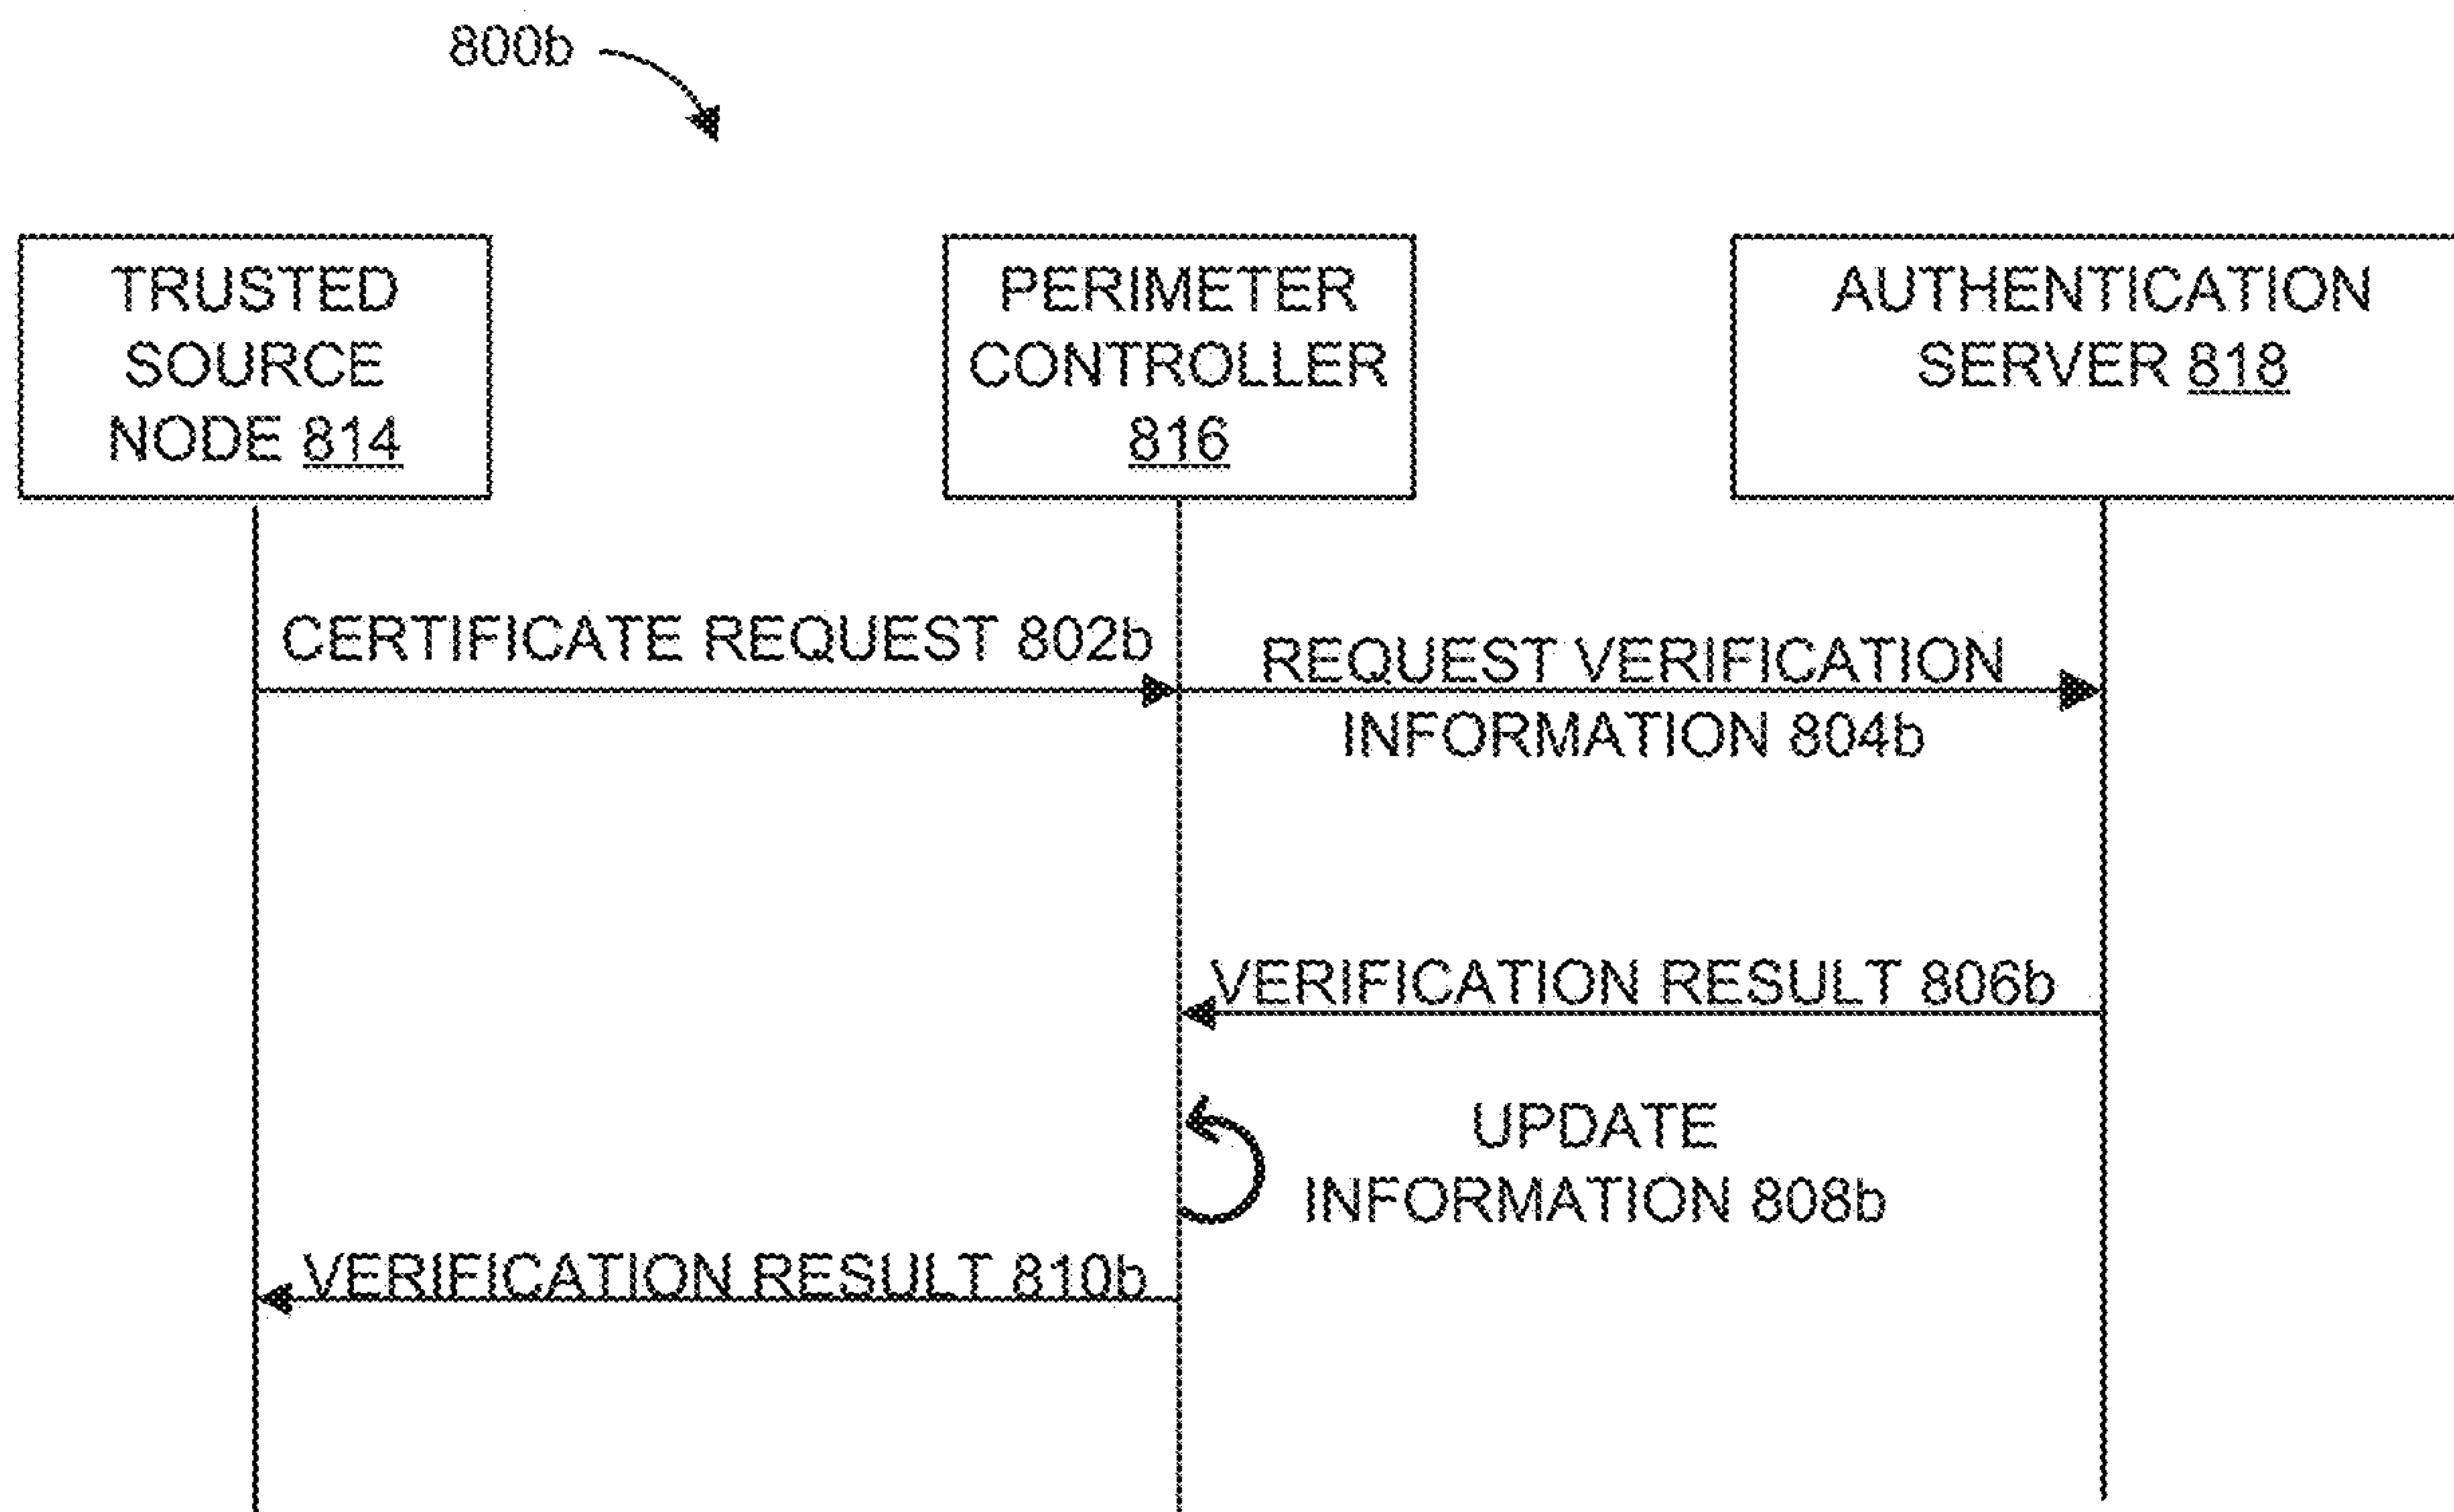 800b
TRUSTED
SOURCE
NODE 814
PERIMETER
CONTROLLER
816
AUTHENTICATION
SERVER 818
CERTIFICATE REQUEST 802b
REQUEST VERIFICATION
INFORMATION 804b
VERIFICATION RESULT 806b
UPDATE
INFORMATION 808b
VERIFICATION RESULT 810b